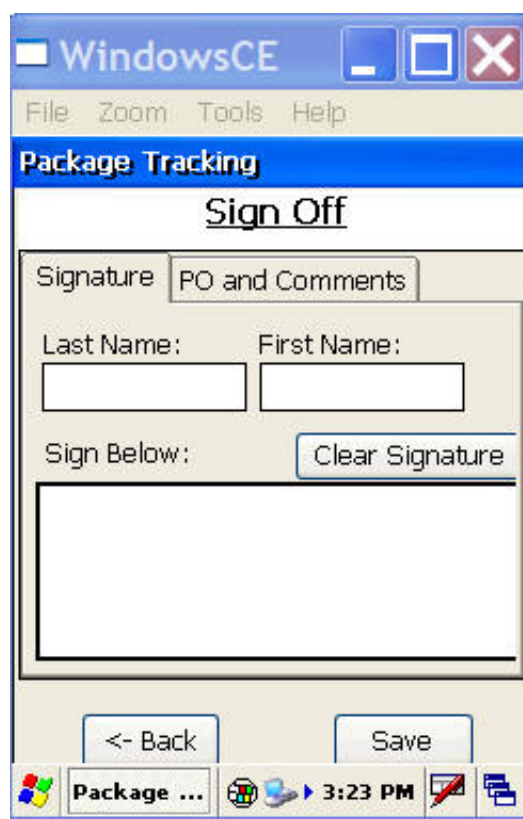 WindowsCE
File Zoom Tools Help
Package Tracking
Sign Off
Signature PO and Comments
Last Name: First Name:
Sign Below: Clear Signature
<- Back Save
Package ... 3:23 PM